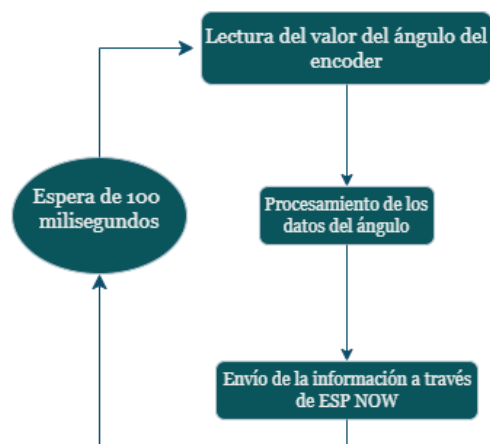 Lectura del valor del ángulo del
encoder
Espera de 100
milisegundos
Procesamiento de los
datos del ángulo
Envío de la información a través
de ESP NOW